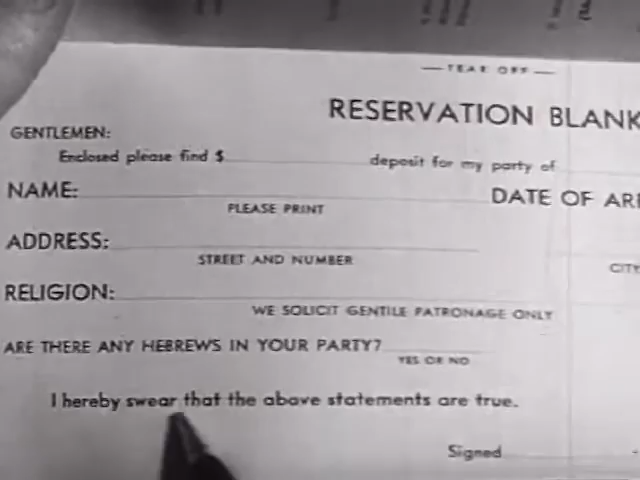 TEAR OFF
RESERVATION BLANK
GENTLEMEN:
Enclosed please find $ deposit for my party of
NAME: DATE OF ARR
PLEASE PRINT
ADDRESS:
STREET AND NUMBER CITY
RELIGION:
WE SOLICIT GENTILE PATRONAGE ONLY
ARE THERE ANY HEBREWS IN YOUR PARTY?
YES OR NO
I hereby swear that the above statements are true.
Signed